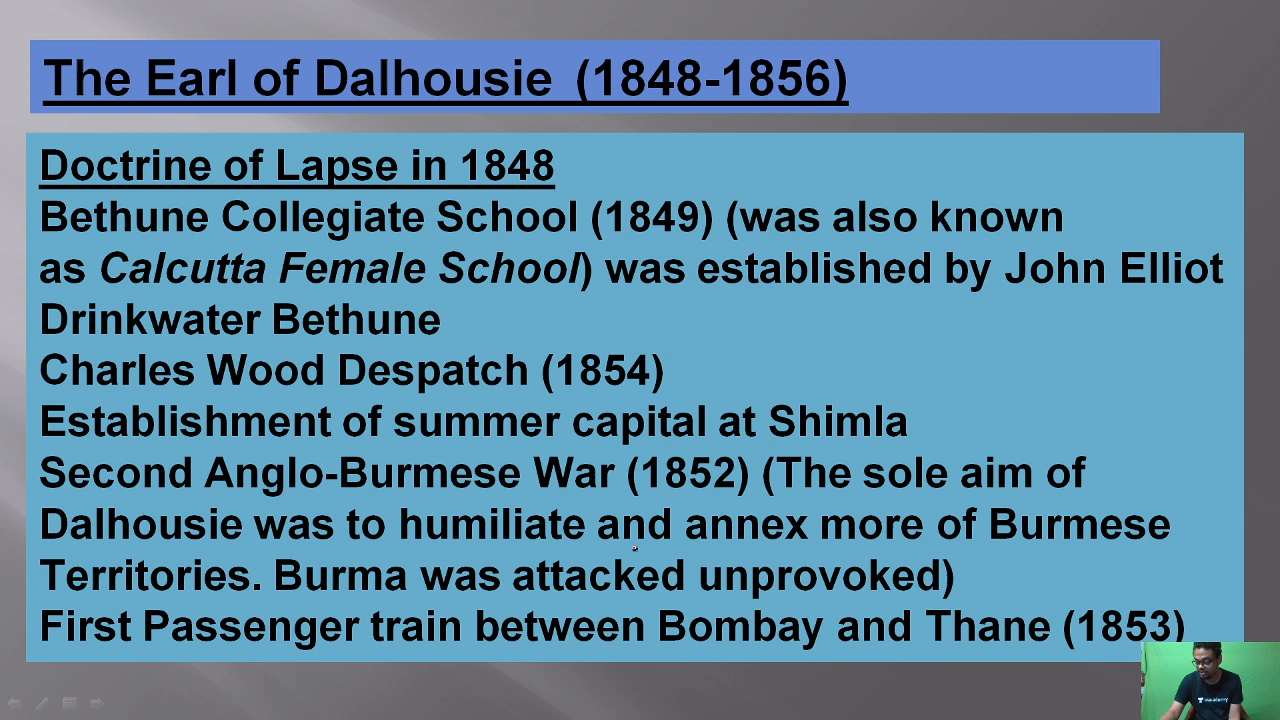 The Earl of Dalhousie (1848-1856)
Doctrine of Lapse in 1848
Bethune Collegiate School (1849) (was also known
as Calcutta Female School) was established by John Elliot
Drinkwater Bethune
Charles Wood Despatch (1854)
Establishment of summer capital at Shimla
Second Anglo-Burmese War (1852) (The sole aim of
Dalhousie was to humiliate and annex more of Burmese
Territories. Burma was attacked unprovoked)
First Passenger train between Bombay and Thane (1853)
unacademy